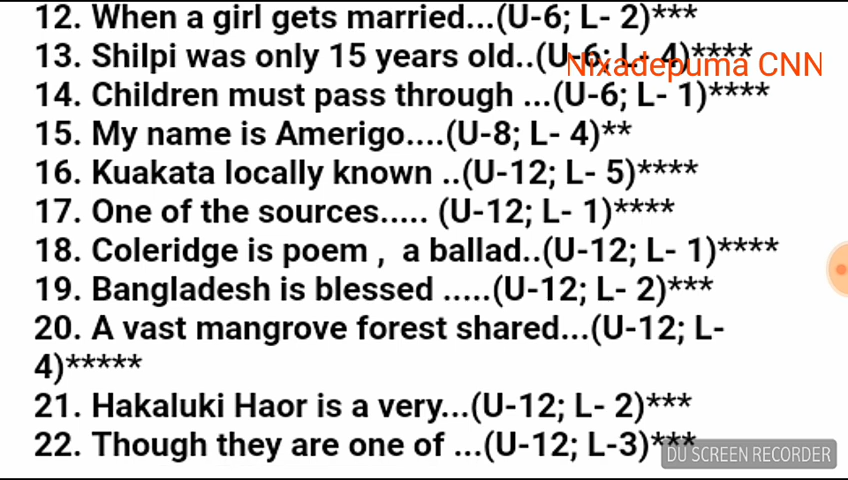 12. When a girl gets married...(U-6; L- 2)***
13. Shilpi was only 15 years old..(U-6; L- 4)****
Nixadepuma CNN
14. Children must pass through ...(U-6; L- 1)****
15. My name is Amerigo....(U-8; L- 4)**
16. Kuakata locally known ..(U-12; L- 5)****
17. One of the sources..... (U-12; L- 1)****
18. Coleridge is poem , a ballad..(U-12; L- 1)****
19. Bangladesh is blessed .....(U-12; L- 2)***
20. A vast mangrove forest shared...(U-12; L-
4)*****
21. Hakaluki Haor is a very...(U-12; L- 2)***
22. Though they are one of ...(U-12; L-3)***
DU SCREEN RECORDER